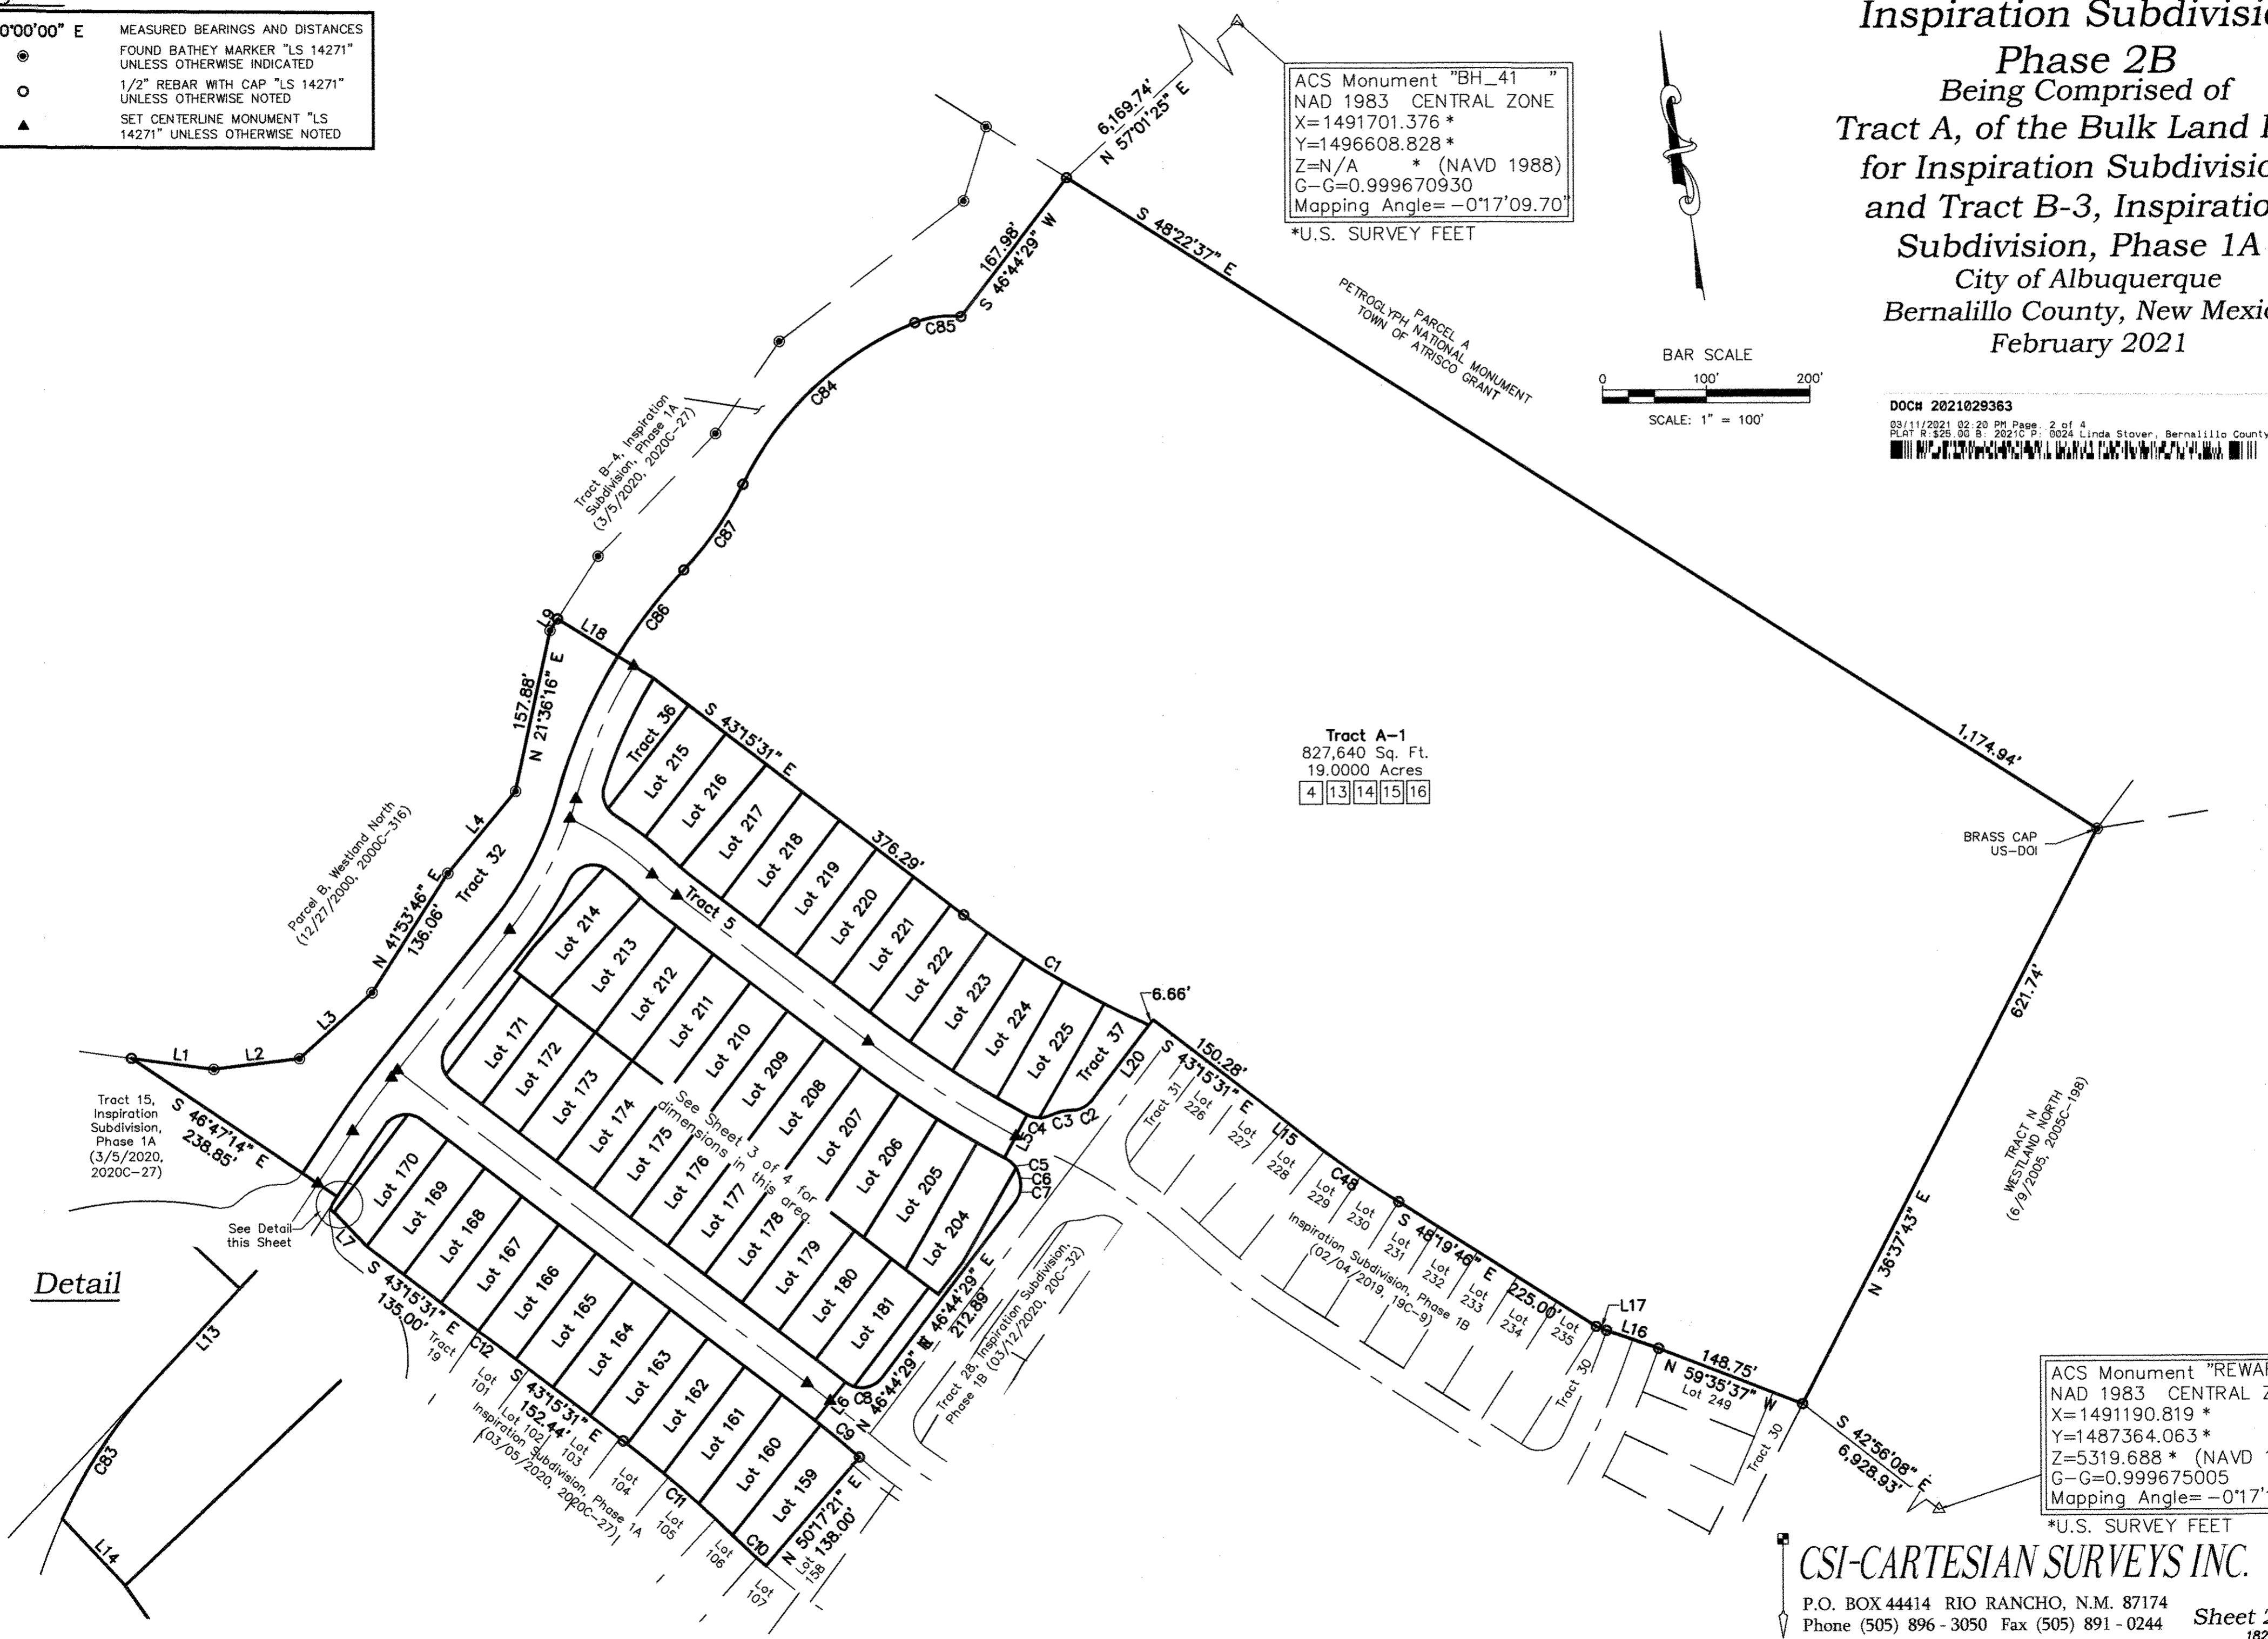 0°00'00" E
MEASURED BEARINGS AND DISTANCES
FOUND BATHEY MARKER "LS 14271"
UNLESS OTHERWISE INDICATED
1/2" REBAR WITH CAP "LS 14271"
UNLESS OTHERWISE NOTED
SET CENTERLINE MONUMENT "LS
14271" UNLESS OTHERWISE NOTED
6,169.74'
N 57°01'25" E
ACS Monument "BH_41 "
NAD 1983 CENTRAL ZONE
X=1491701.376 *
Y=1496608.828 *
Z=N/A * (NAVD 1988)
G-G=0.999670930
Mapping Angle= -0°17'09.70"
*U.S. SURVEY FEET
Inspiration
Phase 2B
Being Comprised of
Tract A, of the Bulk Land
for Inspiration
and Tract B-3,
Subdivision, Phase 1A
City of Albuquerque
Bernalillo County, New
February 2021
BAR SCALE
0 100' 200'
SCALE: 1" = 100'
DOC# 2021029363
03/11/2021 02:20 PM Page: 2 of 4
PLAT R:$25.00 B: 2021C P: 0024 Linda Stover, Bernalillo County
167.98'
S 46°44'29" W
S 48°22'37" E
PARCEL A
PETROGLYPH NATIONAL MONUMENT
TOWN OF ATRISCO GRANT
1,174.94'
C85
C84
C87
C86
Tract B-4, Inspiration
Subdivision, Phase 1A
(3/5/2020, 2020C-27)
L9
L18
157.88'
N 21°36'16" E
L4
Tract 32
N 41°53'46" E
136.06'
Parcel B, Westland North
(12/27/2000, 2000C-316)
L3
L2
L1
S 46°47'14" E
238.85'
Tract 15,
Inspiration
Subdivision,
Phase 1A
(3/5/2020,
2020C-27)
See Detail
this Sheet
Tract A-1
827,640 Sq. Ft.
19.0000 Acres
4 13 14 15 16
BRASS CAP
US-DOI
621.74'
N 36°37'43" E
TRACT N
WESTLAND NORTH
(6/9/2005, 2005C-198)
S 43°15'31" E
376.29'
C1
6.66'
Tract 36
Lot 215
Lot 216
Lot 217
Lot 218
Lot 219
Lot 220
Lot 221
Lot 222
Lot 223
Lot 224
Lot 225
Tract 37
L20
C2
C3
C4
L5
Tract 5
Lot 214
Lot 213
Lot 212
Lot 211
Lot 210
Lot 209
Lot 208
Lot 207
Lot 206
Lot 205
Lot 204
C5
C6
C7
See Sheet 3 of 4 for
dimensions in this area.
Lot 171
Lot 172
Lot 173
Lot 174
Lot 175
Lot 176
Lot 177
Lot 178
Lot 179
Lot 180
Lot 181
N 46°44'29" E
212.89'
N 46°44'29" E
L6
C8
C9
Lot 170
Lot 169
Lot 168
Lot 167
Lot 166
Lot 165
Lot 164
Lot 163
Lot 162
Lot 161
Lot 160
Lot 159
L7
S 43°15'31" E
135.00'
Tract
19
C12
S 43°15'31" E
152.44'
Lot
101
Lot
102
Lot
103
Lot
104
Lot
105
Lot
106
Lot
107
C11
C10
N 50°17'21" E
138.00'
Lot
158
Inspiration Subdivision, Phase 1A
(03/05/2020, 2020C-27)
Tract 28, Inspiration Subdivision,
Phase 1B (03/12/2020, 20C-32)
150.28'
S 43°15'31" E
L15
C48
Tract 31
Lot
226
Lot
227
Lot
228
Lot
229
Lot
230
Lot
231
Lot
232
Lot
233
Lot
234
Lot
235
Inspiration Subdivision, Phase 1B
(02/04/2019, 19C-9)
S 48°19'46" E
225.00'
L17
L16
148.75'
N 59°35'37" W
Lot 249
Tract 30
Tract 30
S 42°56'08" E
6,928.93'
ACS Monument
NAD 1983 CENTRAL
X=1491190.819 *
Y=1487364.063 *
Z=5319.688 * (NAVD
G-G=0.999675005
Mapping Angle= -0°17'
*U.S. SURVEY FEET
Detail
L13
C83
L14
CSI-CARTESIAN SURVEYS INC.
P.O. BOX 44414 RIO RANCHO, N.M. 87174
Phone (505) 896 - 3050 Fax (505) 891 - 0244
Sheet 2
182